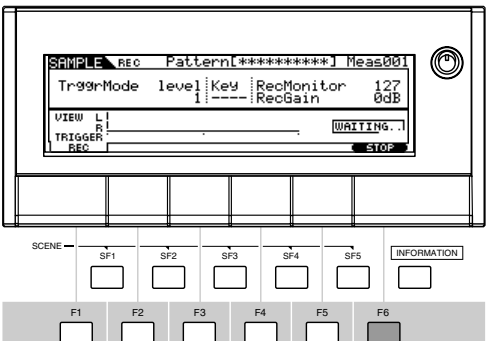 SAMPLE REC Pattern[**********] Meas001
TrggrMode level Key RecMonitor 127
1 ---- RecGain 0dB
VIEW L
R WAITING..
TRIGGER
REC STOP
SCENE SF1 SF2 SF3 SF4 SF5 INFORMATION
F1 F2 F3 F4 F5 F6